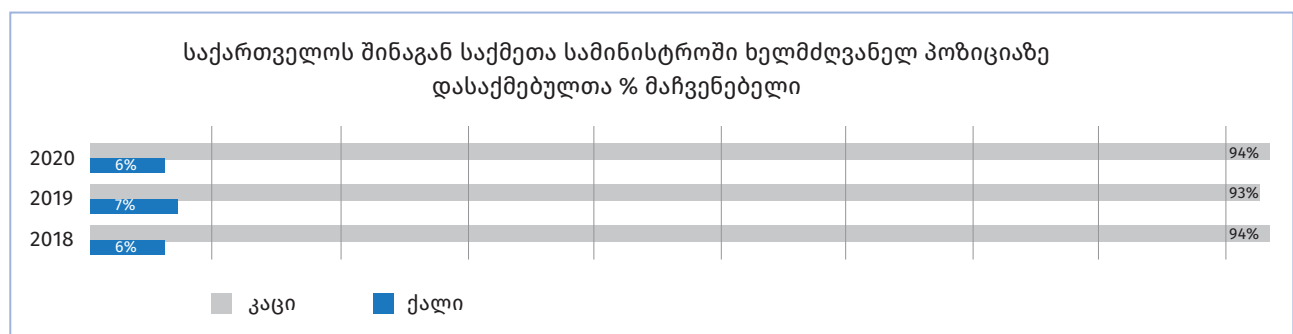 საქართველოს შინაგან საქმეთა სამინისტროში ხელმძღვანელ პოზიციაზე
დასაქმებულთა % მაჩვენებელი
2020 94%
6%
2019 93%
7%
2018 94%
6%
კაცი ქალი